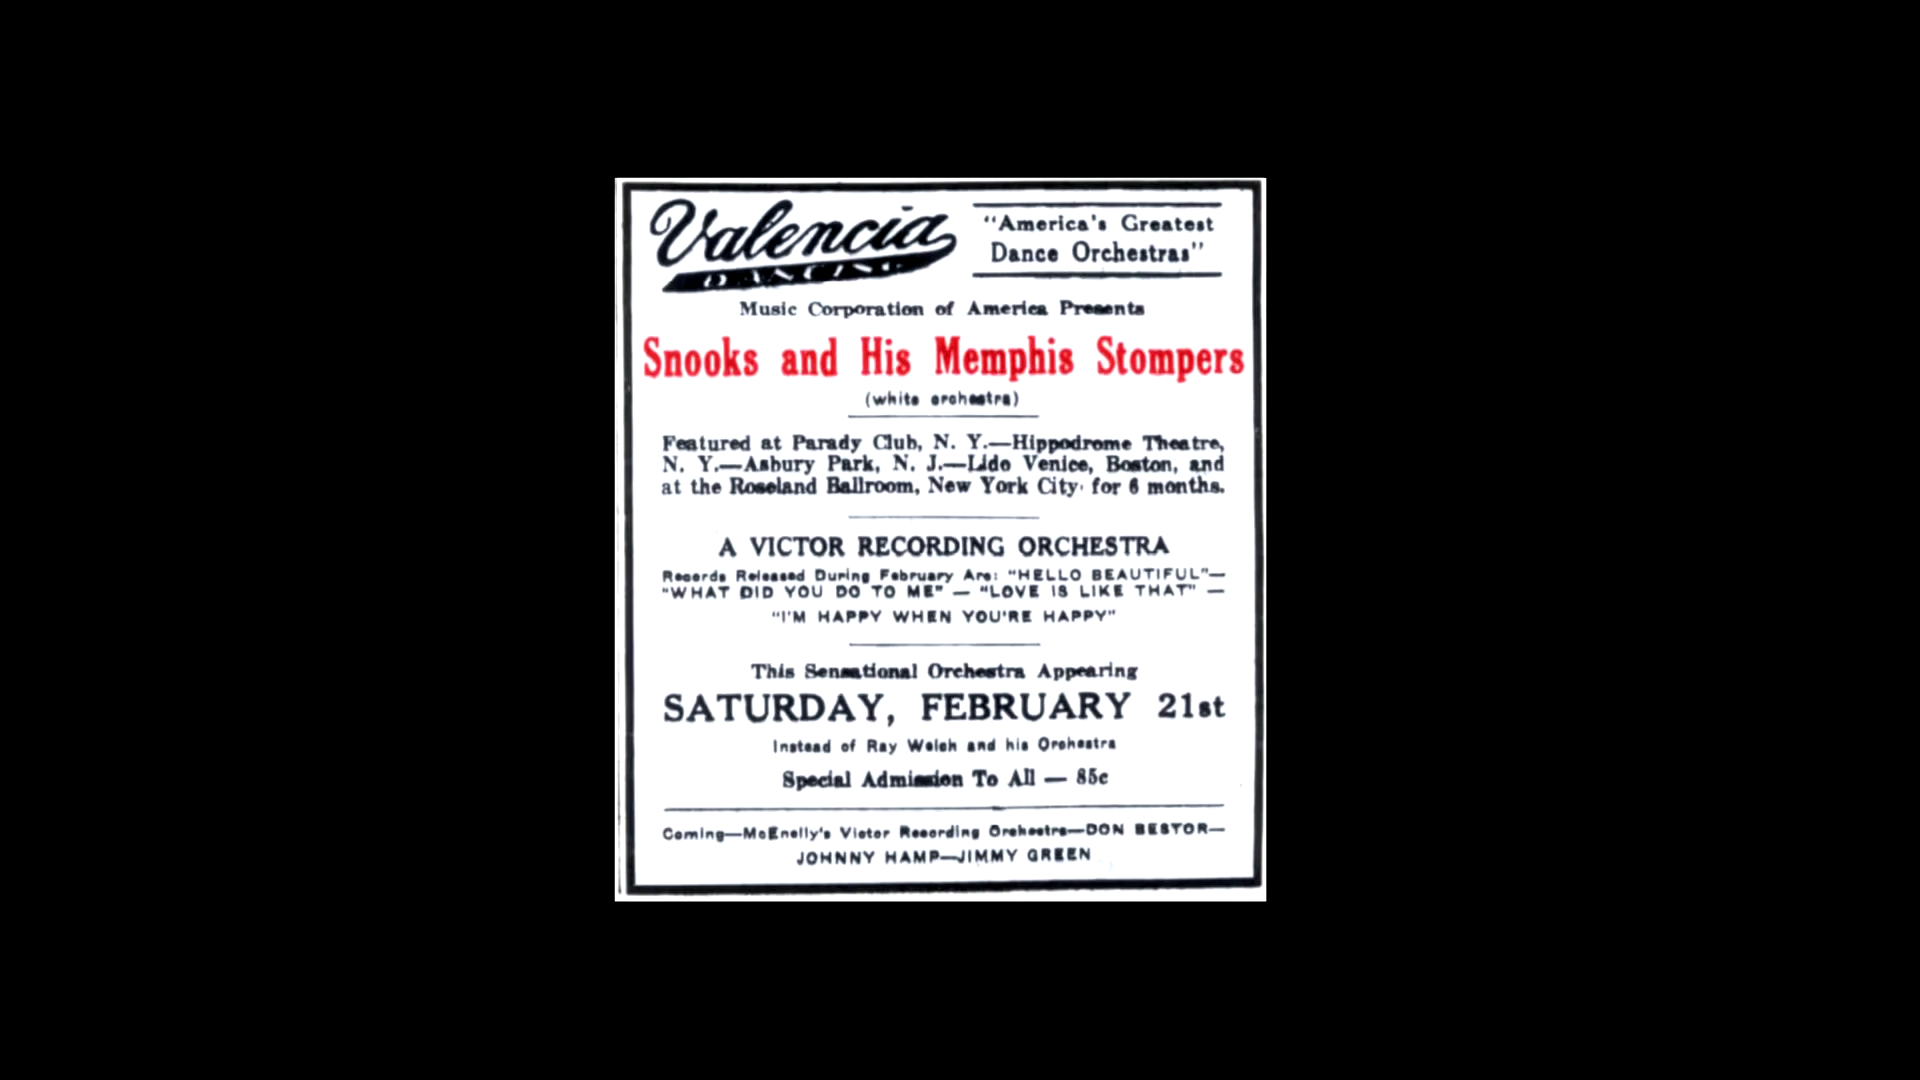 Valencia
DANCING
"America's Greatest
Dance Orchestras"
Music Corporation of America Presents
Snooks and His Memphis Stompers
(white orchestra)
Featured at Parady Club, N. Y.—Hippodrome Theatre,
N. Y.—Asbury Park, N. J.—Lido Venice, Boston, and
at the Roseland Ballroom, New York City for 6 months.
A VICTOR RECORDING ORCHESTRA
Records Released During February Are: "HELLO BEAUTIFUL"—
"WHAT DID YOU DO TO ME" — "LOVE IS LIKE THAT" —
"I'M HAPPY WHEN YOU'RE HAPPY"
This Sensational Orchestra Appearing
SATURDAY, FEBRUARY 21st
Instead of Ray Welch and his Orchestra
Special Admission To All — 85c
Coming—McEnelly's Victor Recording Orchestra—DON BESTOR—
JOHNNY HAMP—JIMMY GREEN